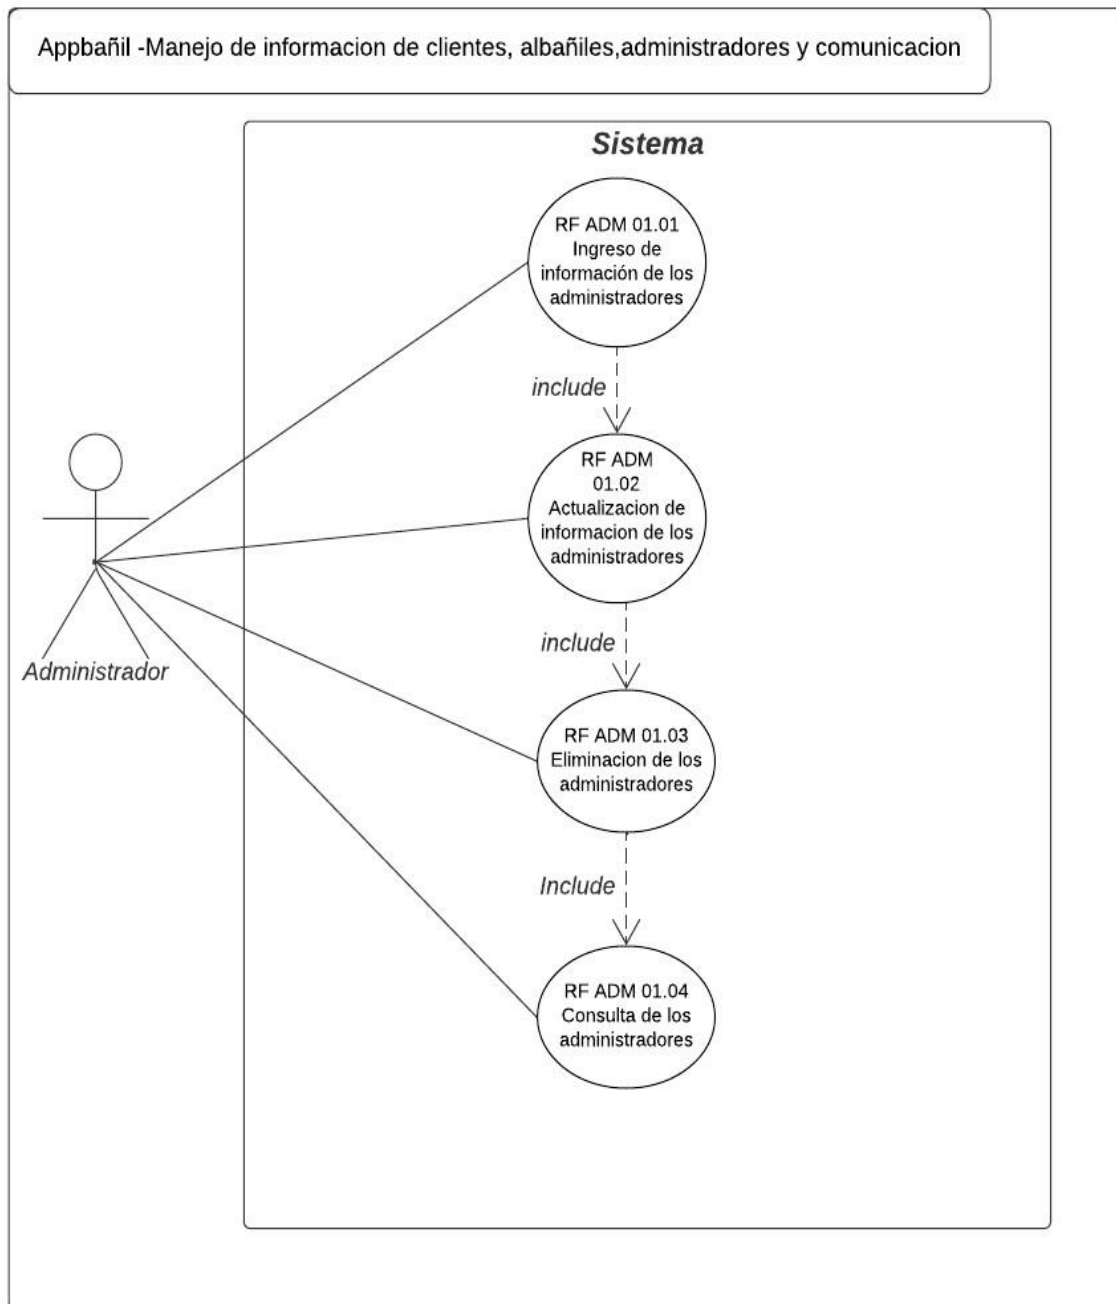 Appbañil -Manejo de informacion de clientes, albañiles,administradores y comunicacion
Sistema
RF ADM 01.01
Ingreso de
información de los
administradores
include
RF ADM
01.02
Actualizacion de
informacion de los
administradores
Administrador
include
RF ADM 01.03
Eliminacion de los
administradores
Include
RF ADM 01.04
Consulta de los
administradores